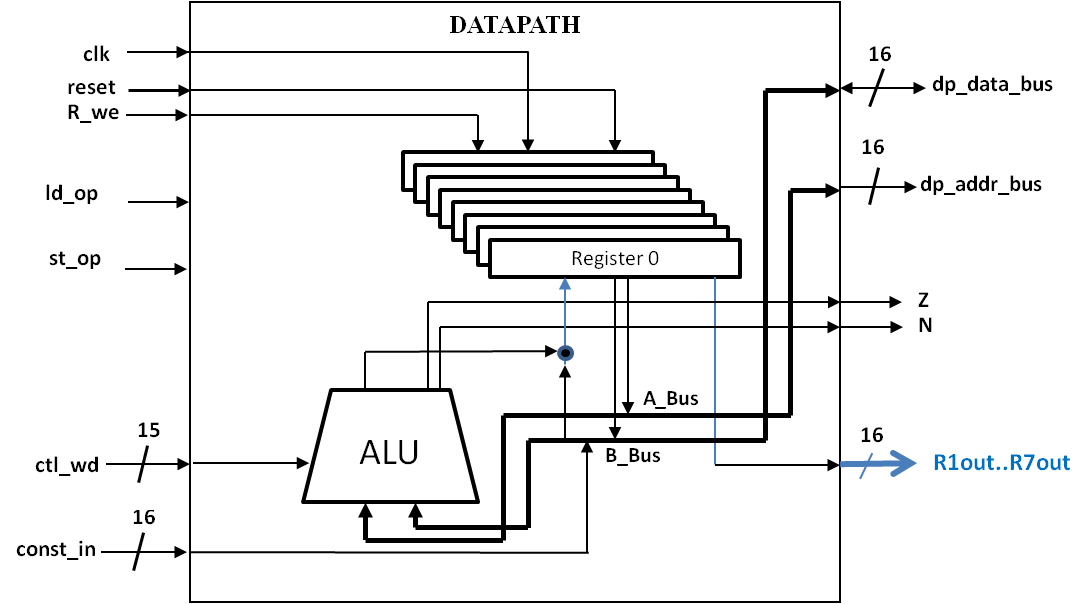 DATAPATH
clk
reset
R_we
ld_op
st_op
16
dp_data_bus
16
dp_addr_bus
Register 0
Z
N
A_Bus
B_Bus
ALU
15
ctl_wd
16
const_in
16
R1out..R7out